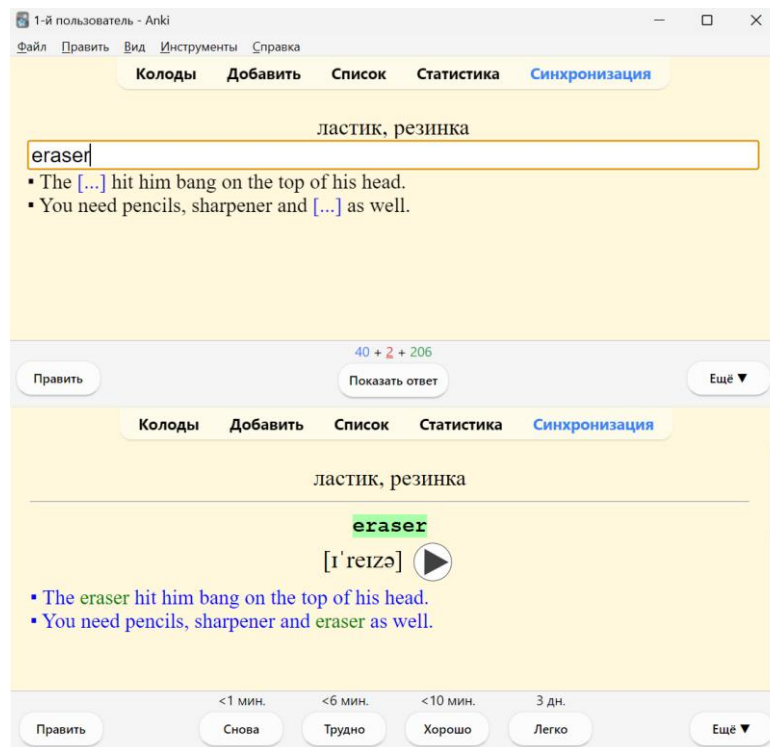 1-й пользователь - Anki
Файл Править Вид Инструменты Справка
Колоды Добавить Список Статистика Синхронизация
ластик, резинка
eraser
▪ The [...] hit him bang on the top of his head.
▪ You need pencils, sharpener and [...] as well.
40 + 2 + 206
Править Показать ответ Ещё ▼
Колоды Добавить Список Статистика Синхронизация
ластик, резинка
eraser
[ɪˈreɪzə]
▪ The eraser hit him bang on the top of his head.
▪ You need pencils, sharpener and eraser as well.
<1 мин. <6 мин. <10 мин. 3 дн.
Править Снова Трудно Хорошо Легко Ещё ▼